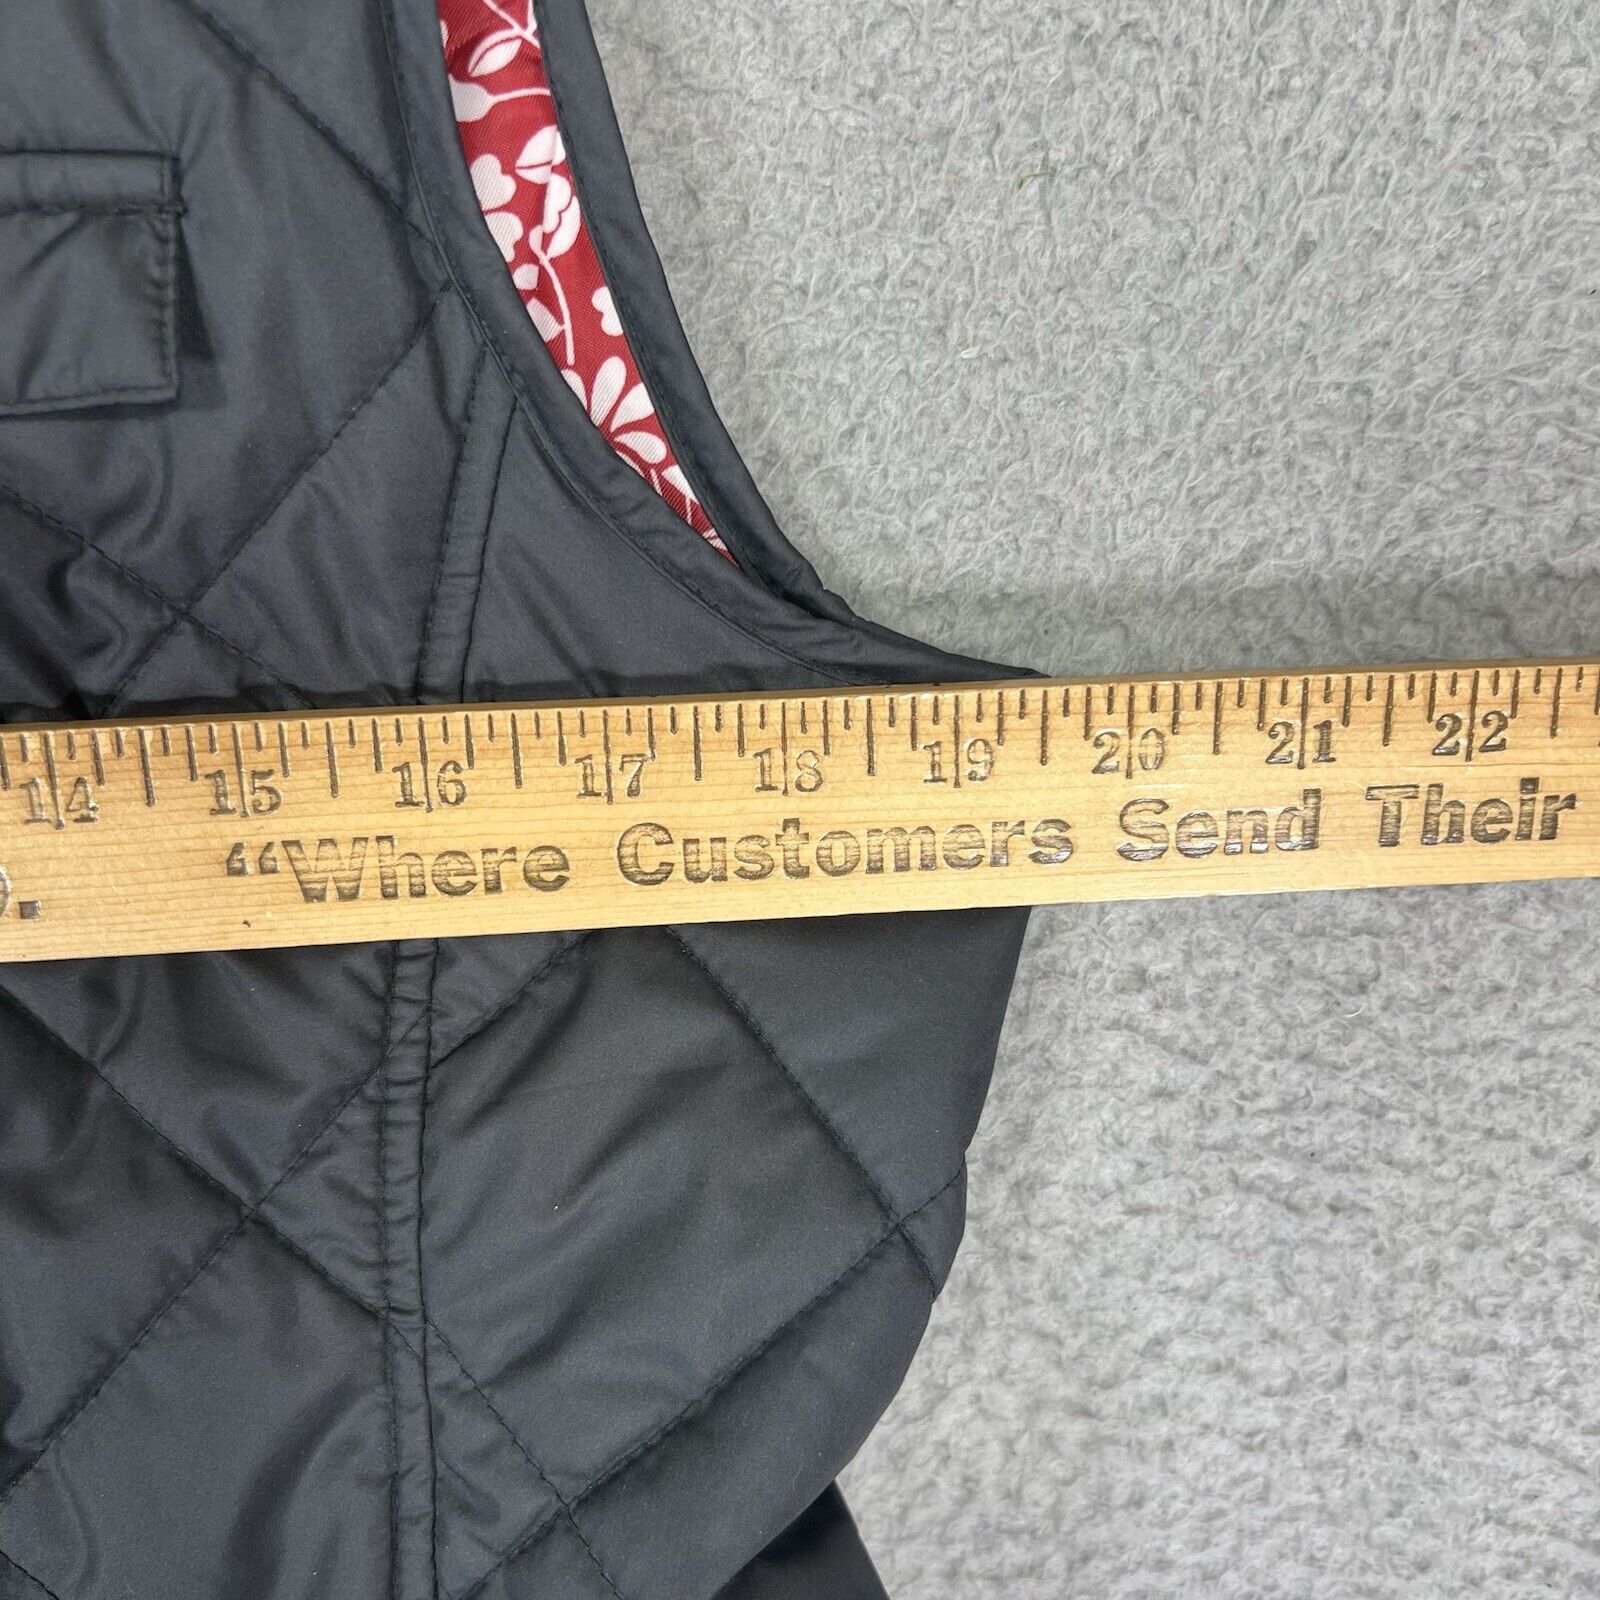 14 15 16 17 18 19 20 21 22
"Where Customers Send Their